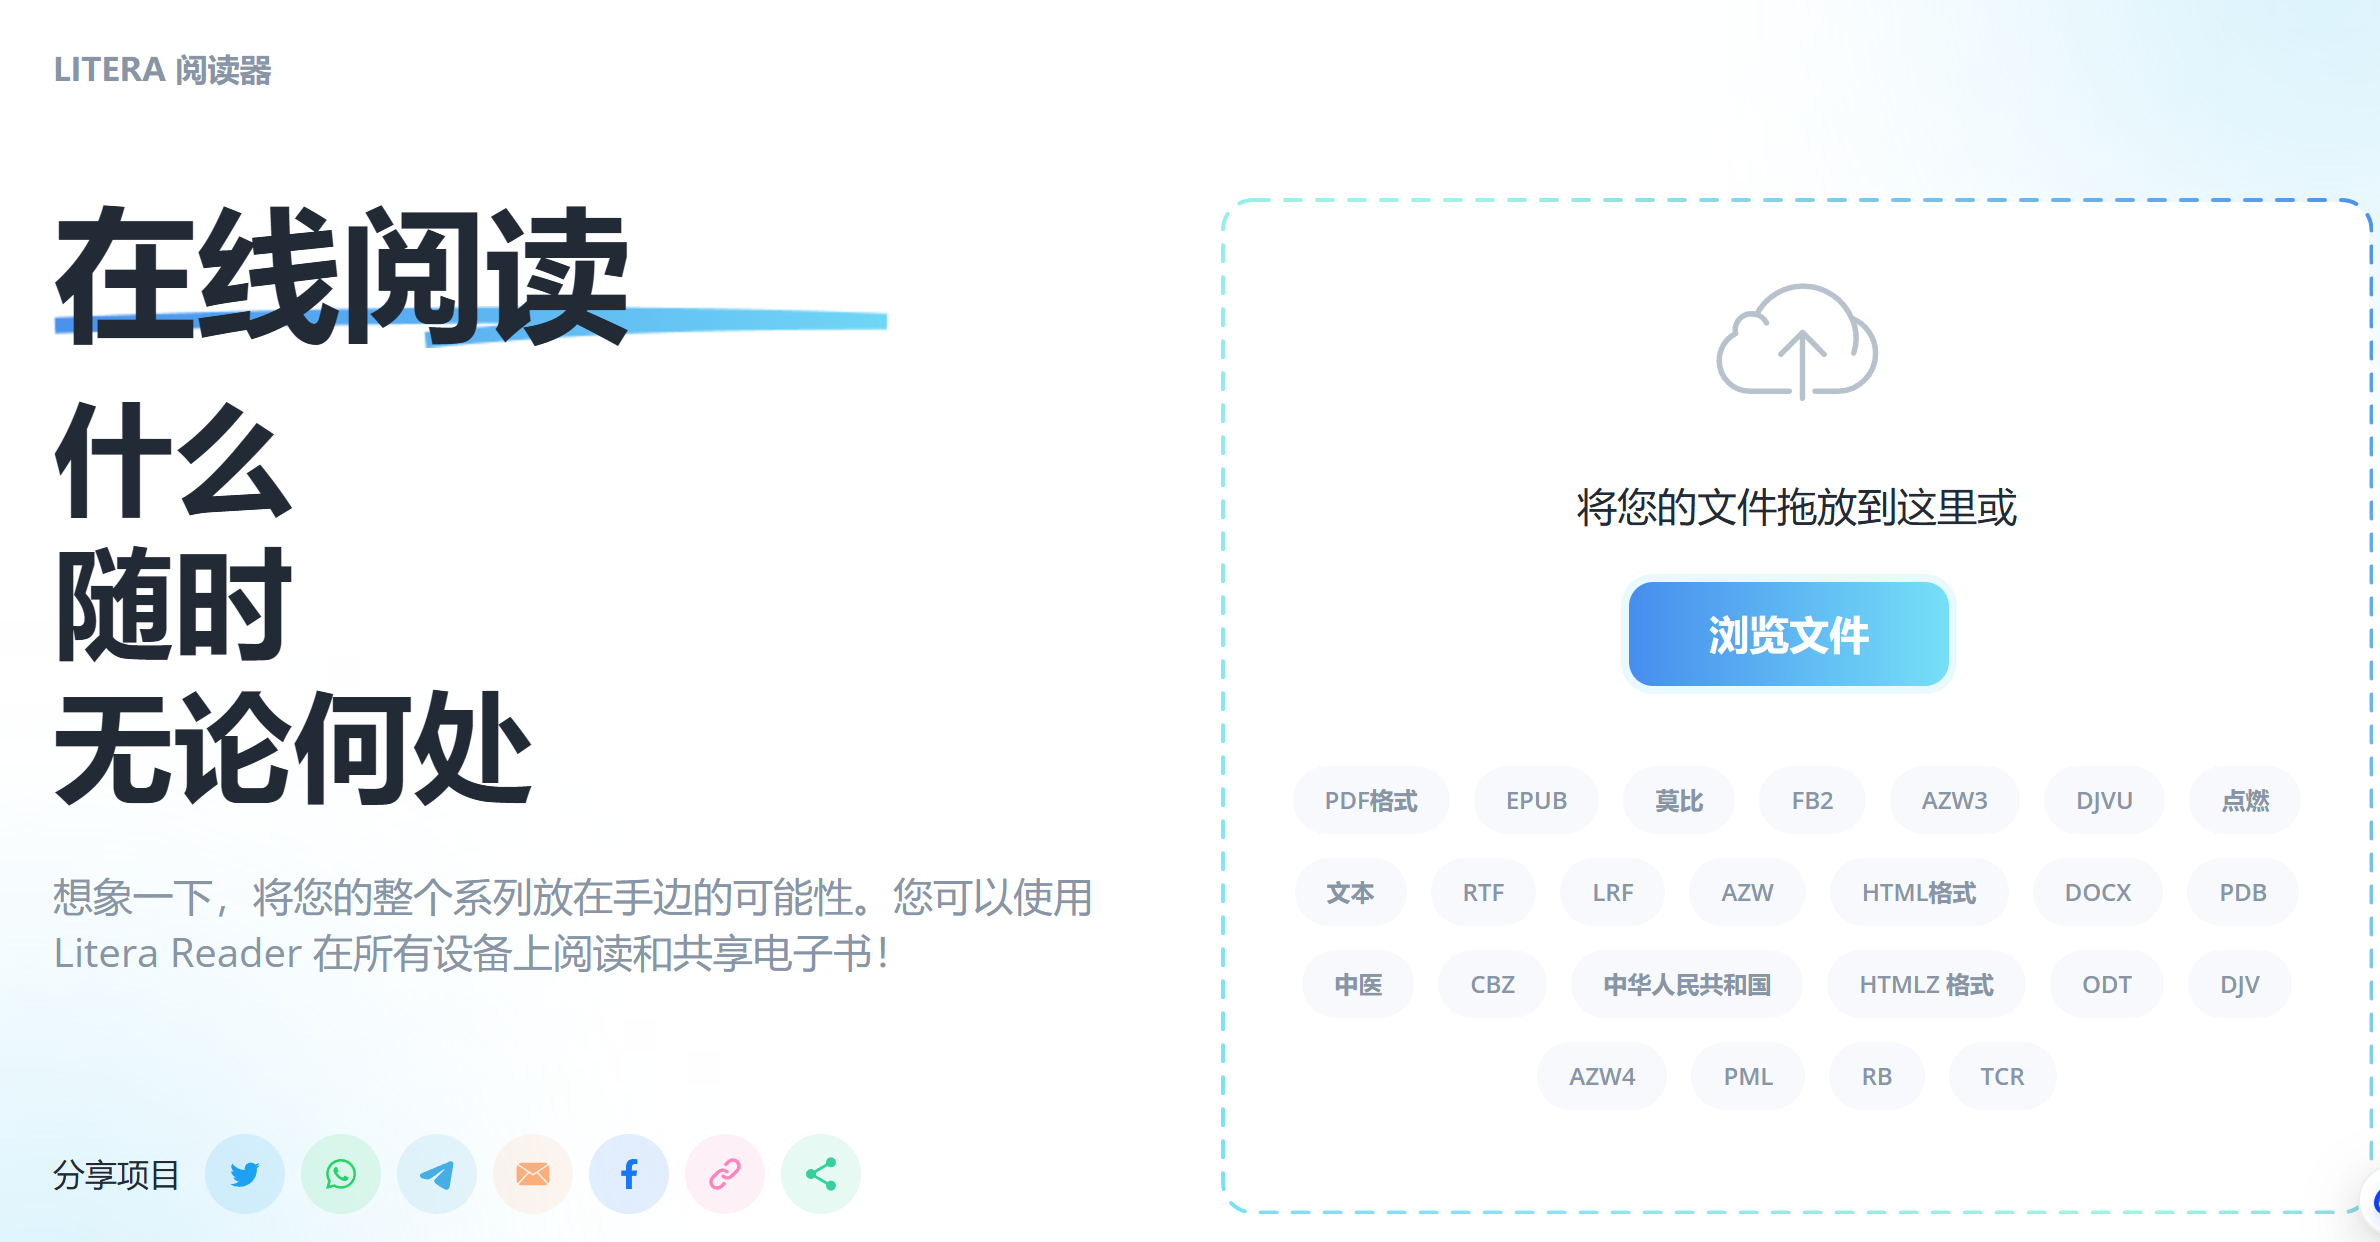 LITERA 阅读器
在线阅读
什么
随时
无论何处
想象一下，将您的整个系列放在手边的可能性。您可以使用
Litera Reader 在所有设备上阅读和共享电子书！
分享项目
将您的文件拖放到这里或
浏览文件
PDF格式 EPUB 莫比 FB2 AZW3 DJVU 点燃
文本 RTF LRF AZW HTML格式 DOCX PDB
中医 CBZ 中华人民共和国 HTMLZ 格式 ODT DJV
AZW4 PML RB TCR